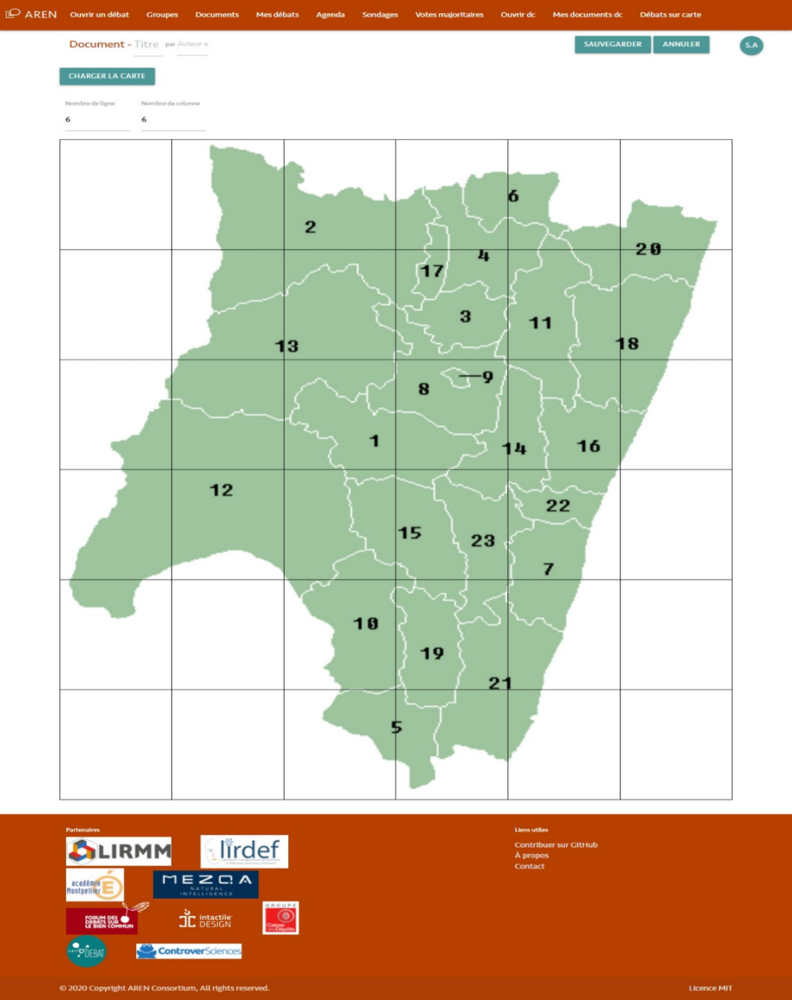 AREN Ouvrir un débat Groupes Documents Mes débats Agenda Sondages Votes majoritaires Ouvrir dc Mes documents dc Débats sur carte
Document - Titre par Auteur·e SAUVEGARDER ANNULER S.A
CHARGER LA CARTE
Nombre de ligne Nombre de colonne
6 6
6
2
20
4
17
3
11
13
18
9
8
1
14
16
12
22
15
23
7
10
19
21
5
Partenaires Liens utiles
LIRMM
lirdef
Contribuer sur GitHub
À propos
Contact
académie
Montpellier
MEZOA
NATURAL
INTELLIGENCE
FORUM DES
DÉBATS SUR
LE BIEN COMMUN
intactile
DESIGN
GROUPE
Caisse
des Dépôts
DEBAT
ControverSciences
© 2020 Copyright AREN Consortium, All rights reserved. Licence MIT